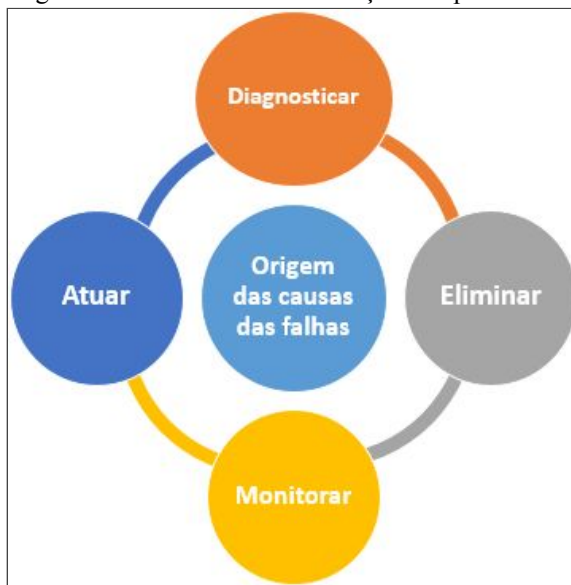 Diagnosticar
Atuar
Origem
das causas
das falhas
Eliminar
Monitorar